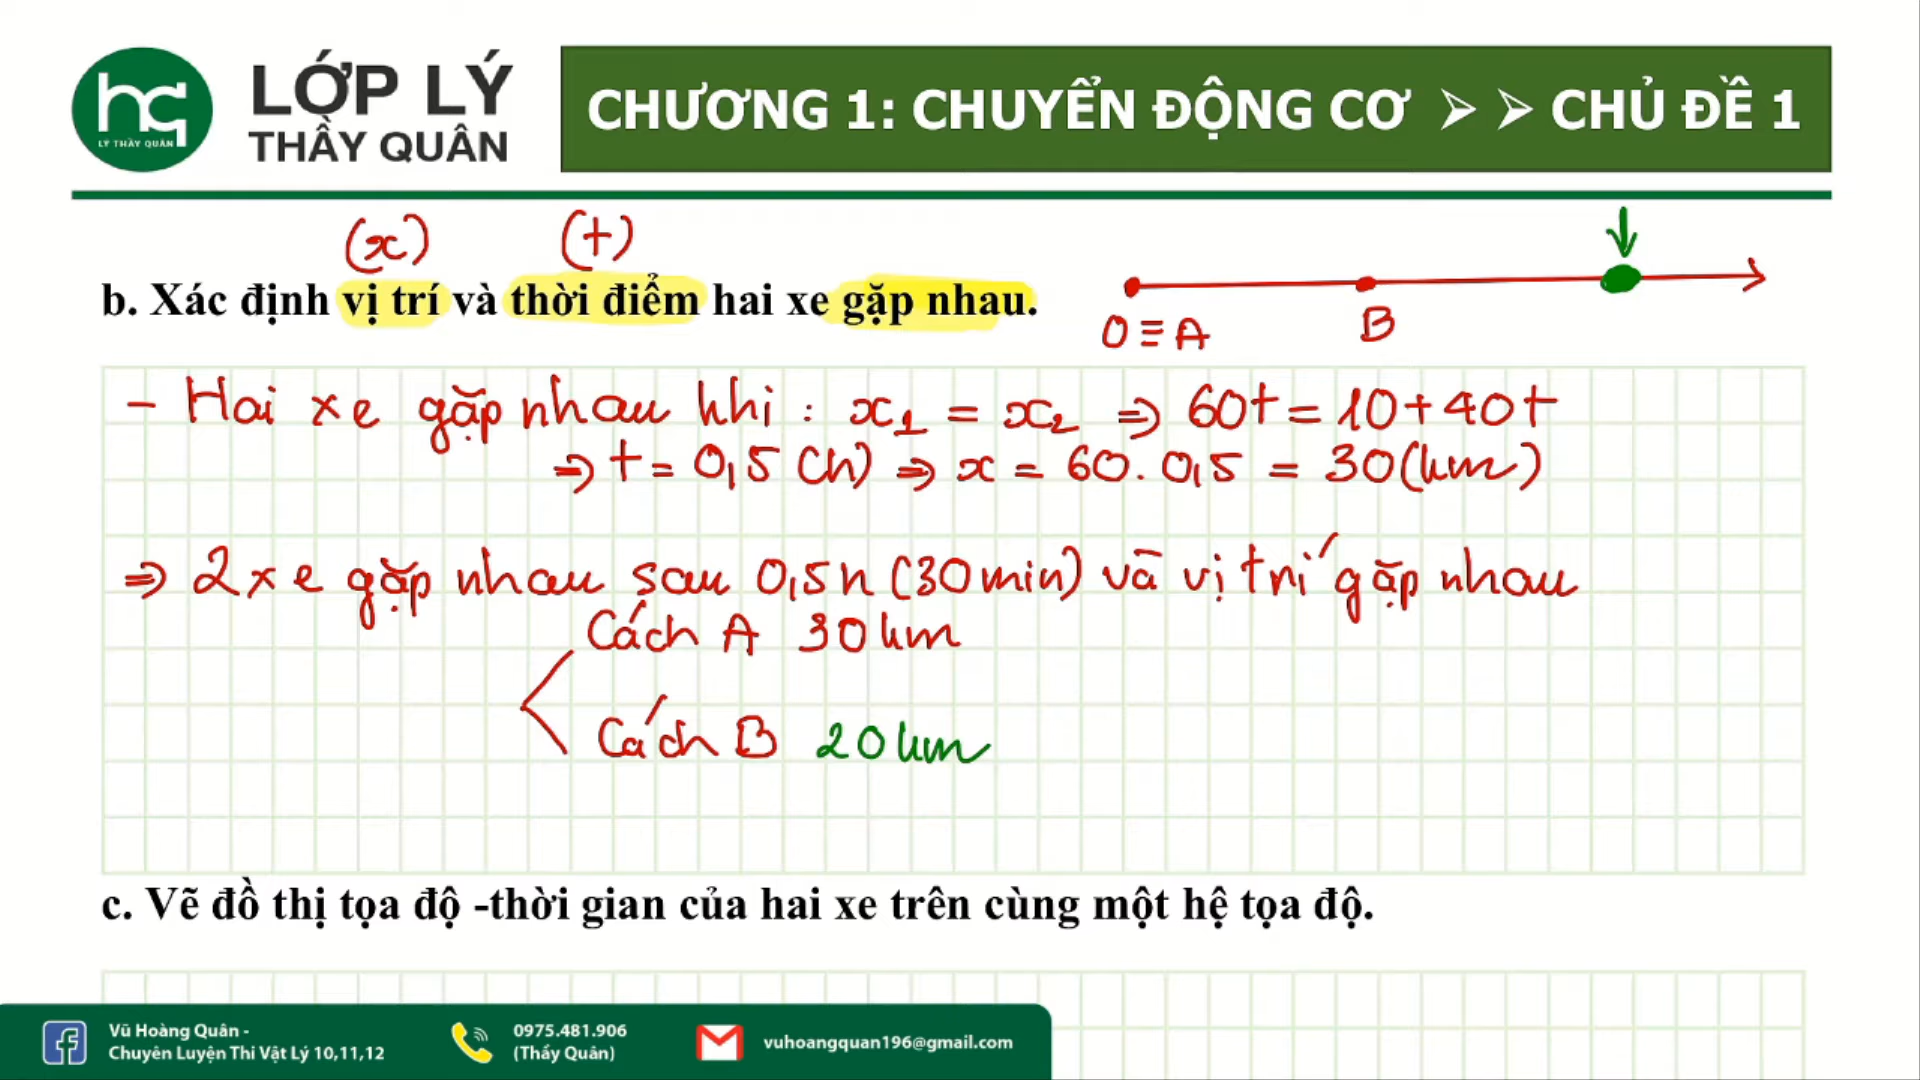 hq
LÝ THẦY QUÂN
LỚP LÝ
THẦY QUÂN
CHƯƠNG 1: CHUYỂN ĐỘNG CƠ ➢ ➢ CHỦ ĐỀ 1
(x) (t)
b. Xác định vị trí và thời điểm hai xe gặp nhau.
O ≡ A B
- Hai xe gặp nhau khi : x₁ = x₂ ⇒ 60t = 10 + 40t
⇒ t = 0,5 (h) ⇒ x = 60. 0,5 = 30 (km)
⇒ 2 xe gặp nhau sau 0,5h (30min) và vị trí gặp nhau
Cách A 30km
Cách B 20km
c. Vẽ đồ thị tọa độ -thời gian của hai xe trên cùng một hệ tọa độ.
Vũ Hoàng Quân -
Chuyên Luyện Thi Vật Lý 10,11,12
0975.481.906
(Thầy Quân)
vuhoangquan196@gmail.com